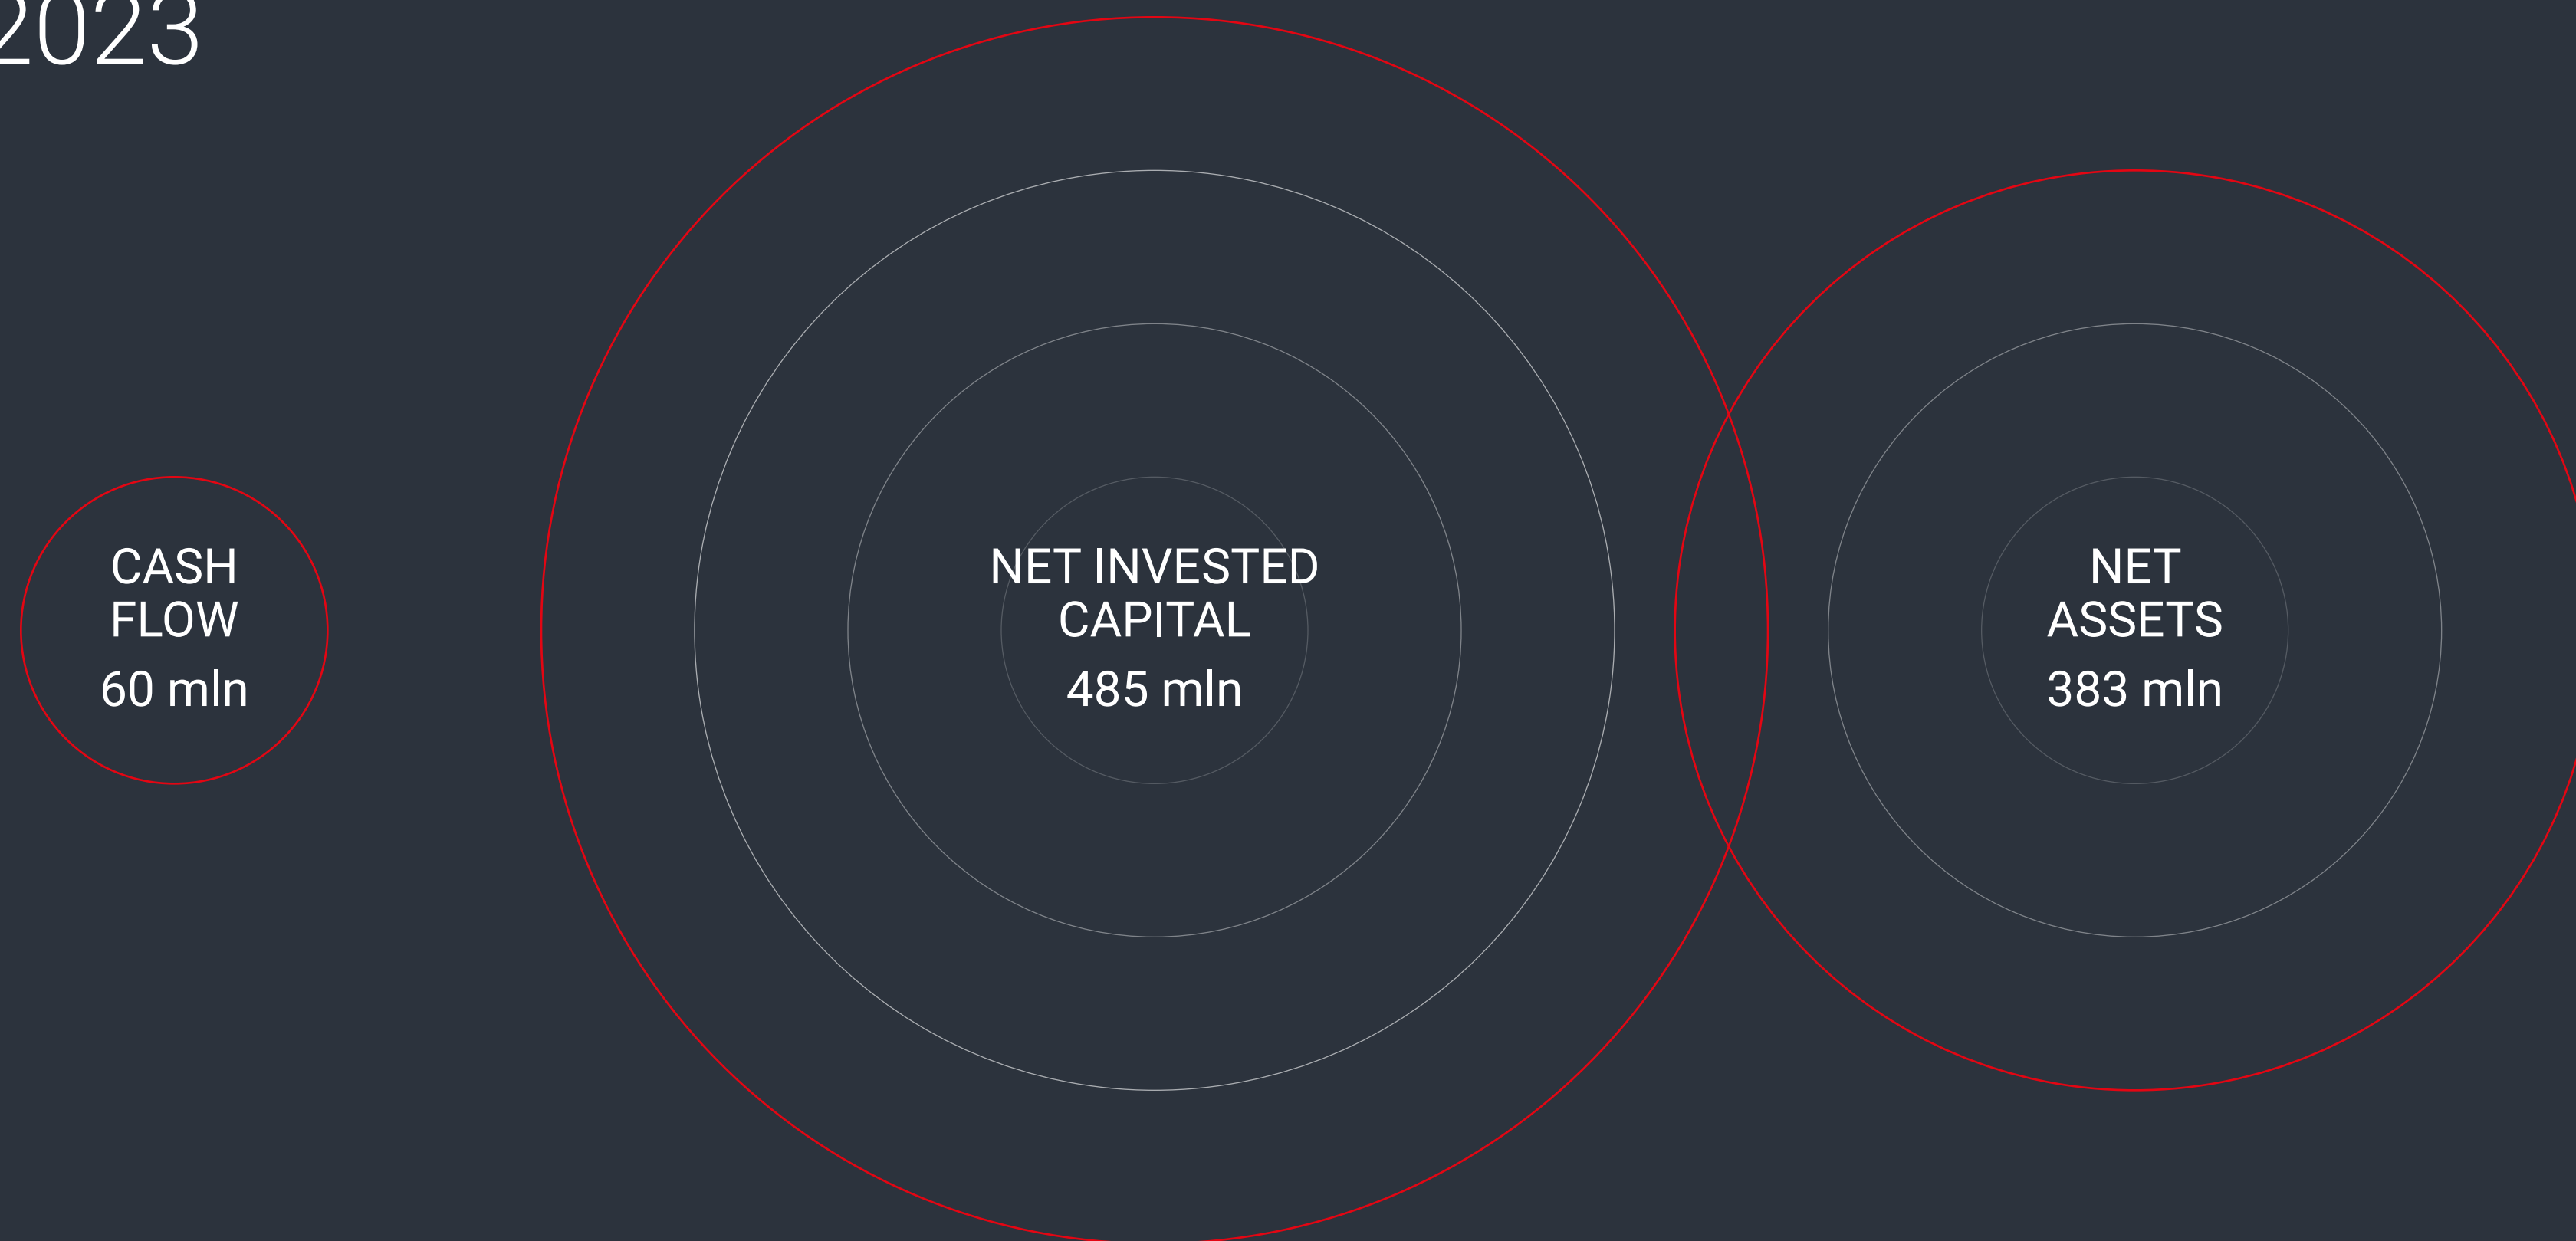 2023
CASH
FLOW
60 mln
NET INVESTED
CAPITAL
485 mln
NET
ASSETS
383 mln